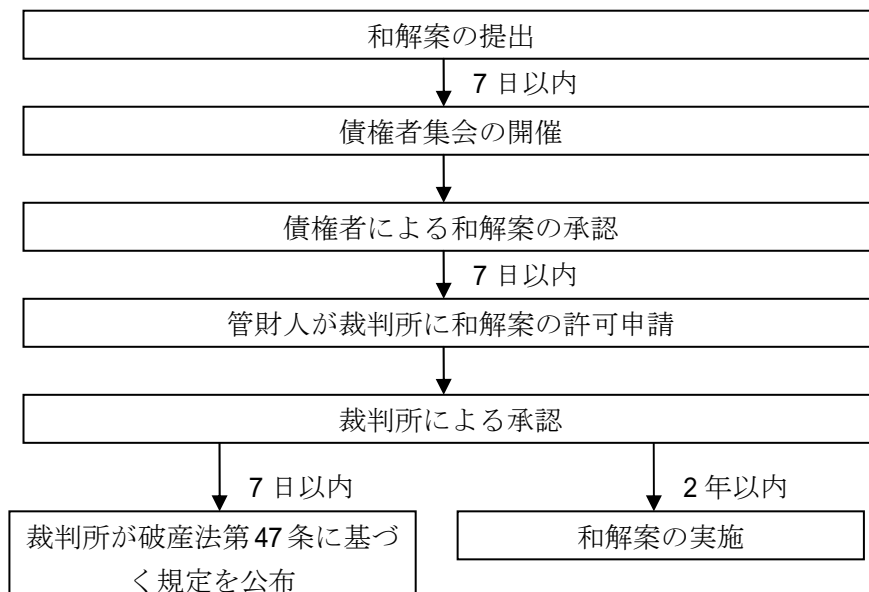 和解案の提出
7 日以内
債権者集会の開催
債権者による和解案の承認
7 日以内
管財人が裁判所に和解案の許可申請
裁判所による承認
7 日以内
2 年以内
裁判所が破産法第 47 条に基づ
く規定を公布
和解案の実施